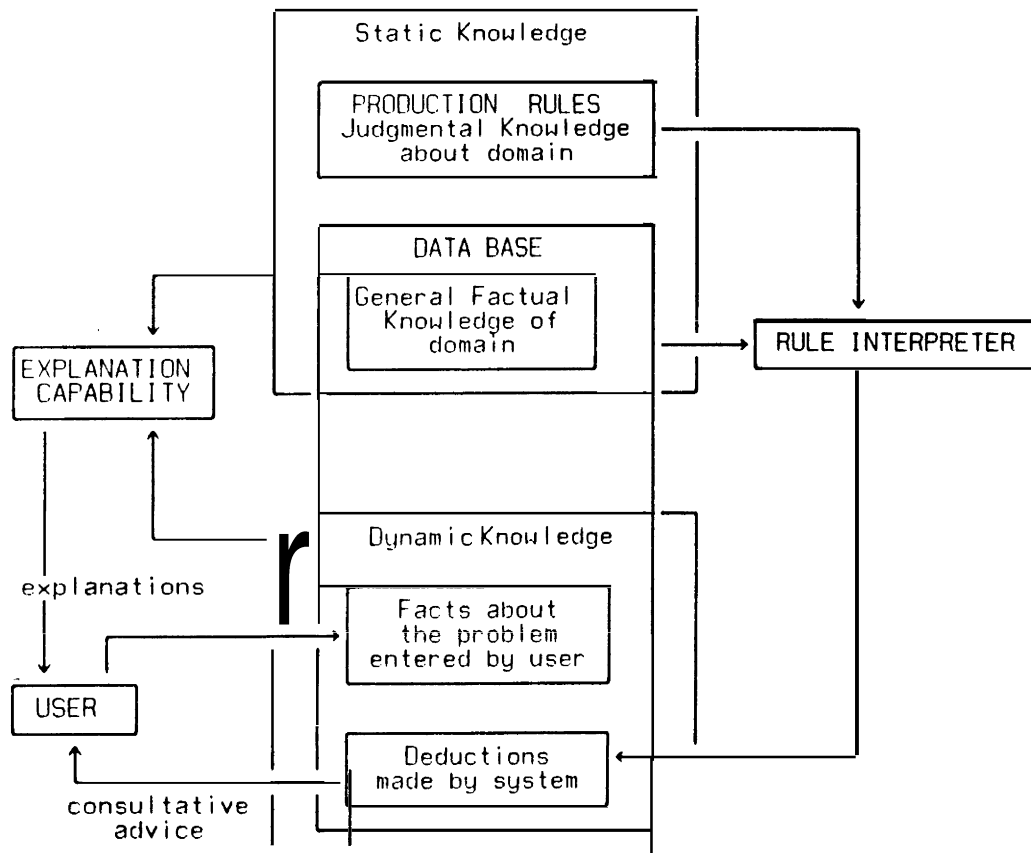 Static Knowledge
PRODUCTION RULES
Judgmental Knowledge
about domain
DATA BASE
General Factual
Knowledge of
domain
RULE INTERPRETER
EXPLANATION
CAPABILITY
Dynamic Knowledge
explanations
Facts about
the problem
entered by user
USER
Deductions
made by system
consultative
advice